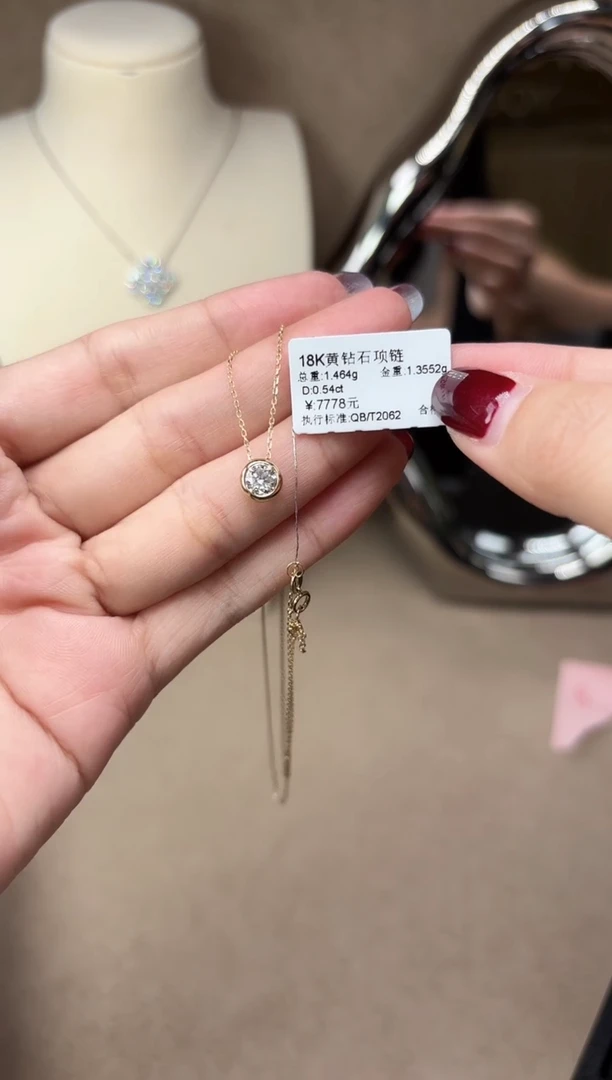 18K黄钻石项链
总重:1.464g 金重:1.3552g
D:0.54ct
¥:7778元
执行标准:QB/T2062 合